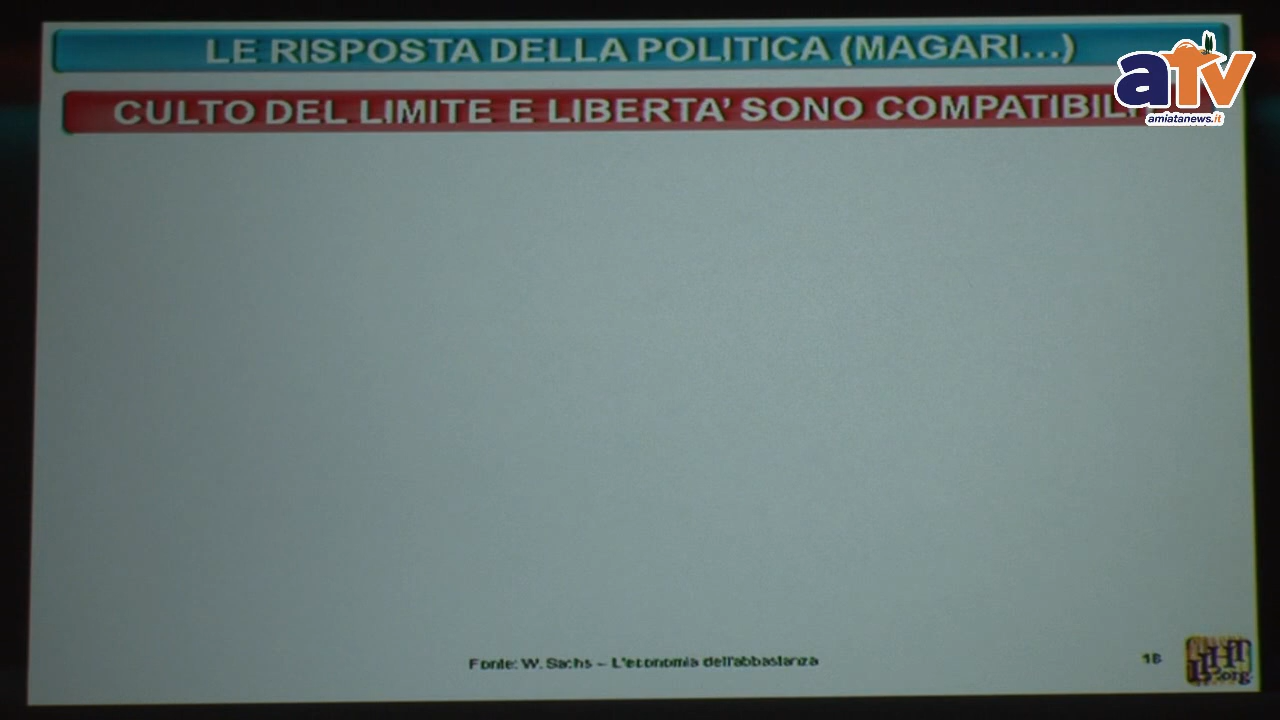 LE RISPOSTA DELLA POLITICA (MAGARI...)
aTv
amiatanews.it
CULTO DEL LIMITE E LIBERTA' SONO COMPATIBILI
Fonte: W. Sachs – L'economia dell'abbastanza
18